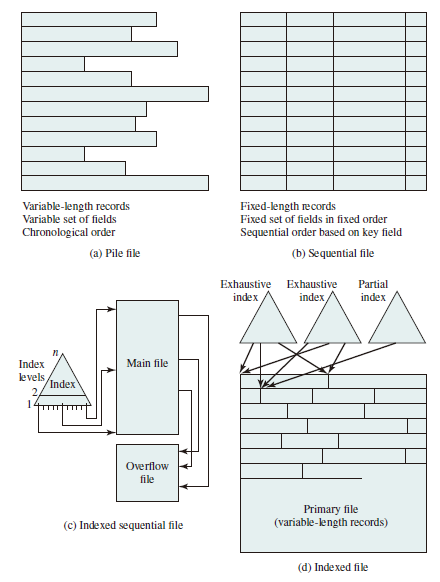 Variable-length records
Variable set of fields
Chronological order
(a) Pile file
Fixed-length records
Fixed set of fields in fixed order
Sequential order based on key field
(b) Sequential file
n
Index
levels
2
1
Index
Main file
Overflow
file
(c) Indexed sequential file
Exhaustive
index
Exhaustive
index
Partial
index
Primary file
(variable-length records)
(d) Indexed file